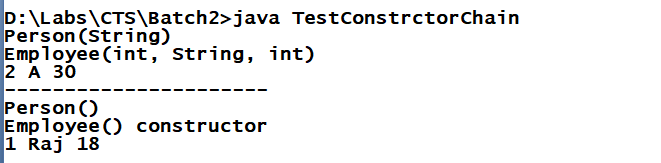 D:\Labs\CTS\Batch2>java TestConstrctorChain
Person(String)
Employee(int, String, int)
2 A 30
----------------------
Person()
Employee() constructor
1 Raj 18